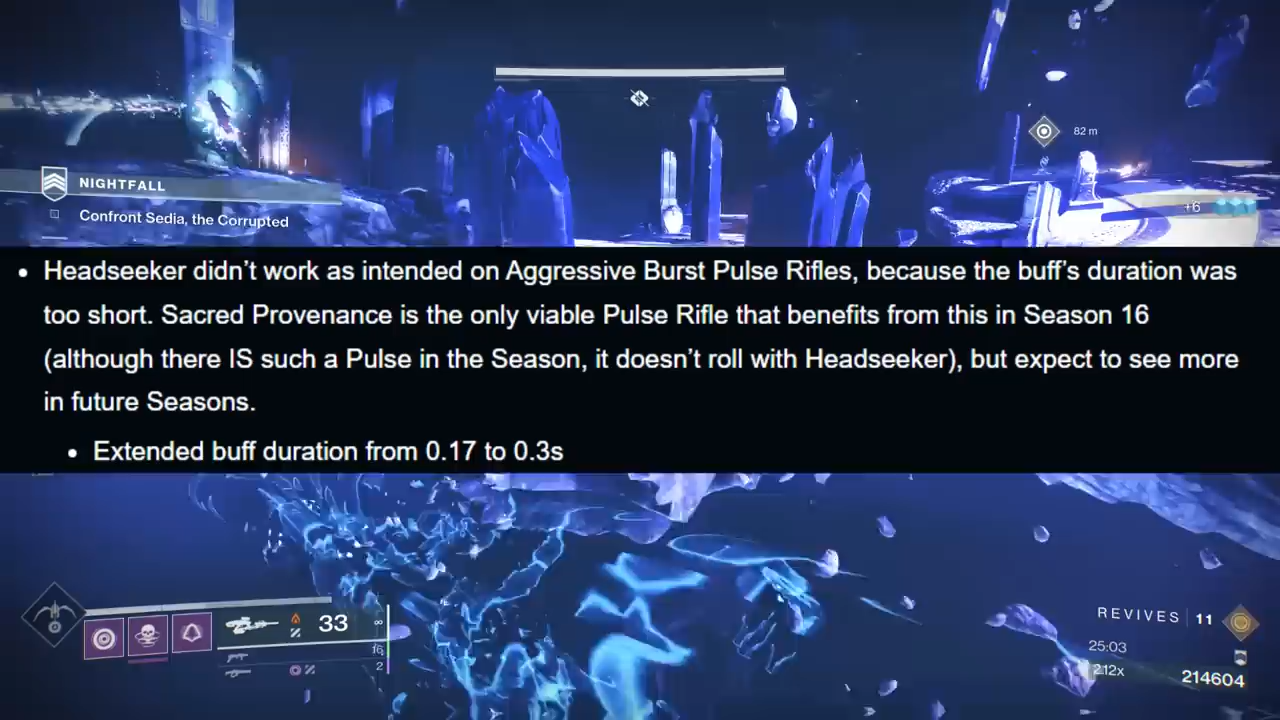 82 m
NIGHTFALL
Confront Sedia, the Corrupted
+6
• Headseeker didn’t work as intended on Aggressive Burst Pulse Rifles, because the buff’s duration was
too short. Sacred Provenance is the only viable Pulse Rifle that benefits from this in Season 16
(although there IS such a Pulse in the Season, it doesn’t roll with Headseeker), but expect to see more
in future Seasons.
• Extended buff duration from 0.17 to 0.3s
33
∞
16
2
REVIVES | 11
25:03
212x
214604